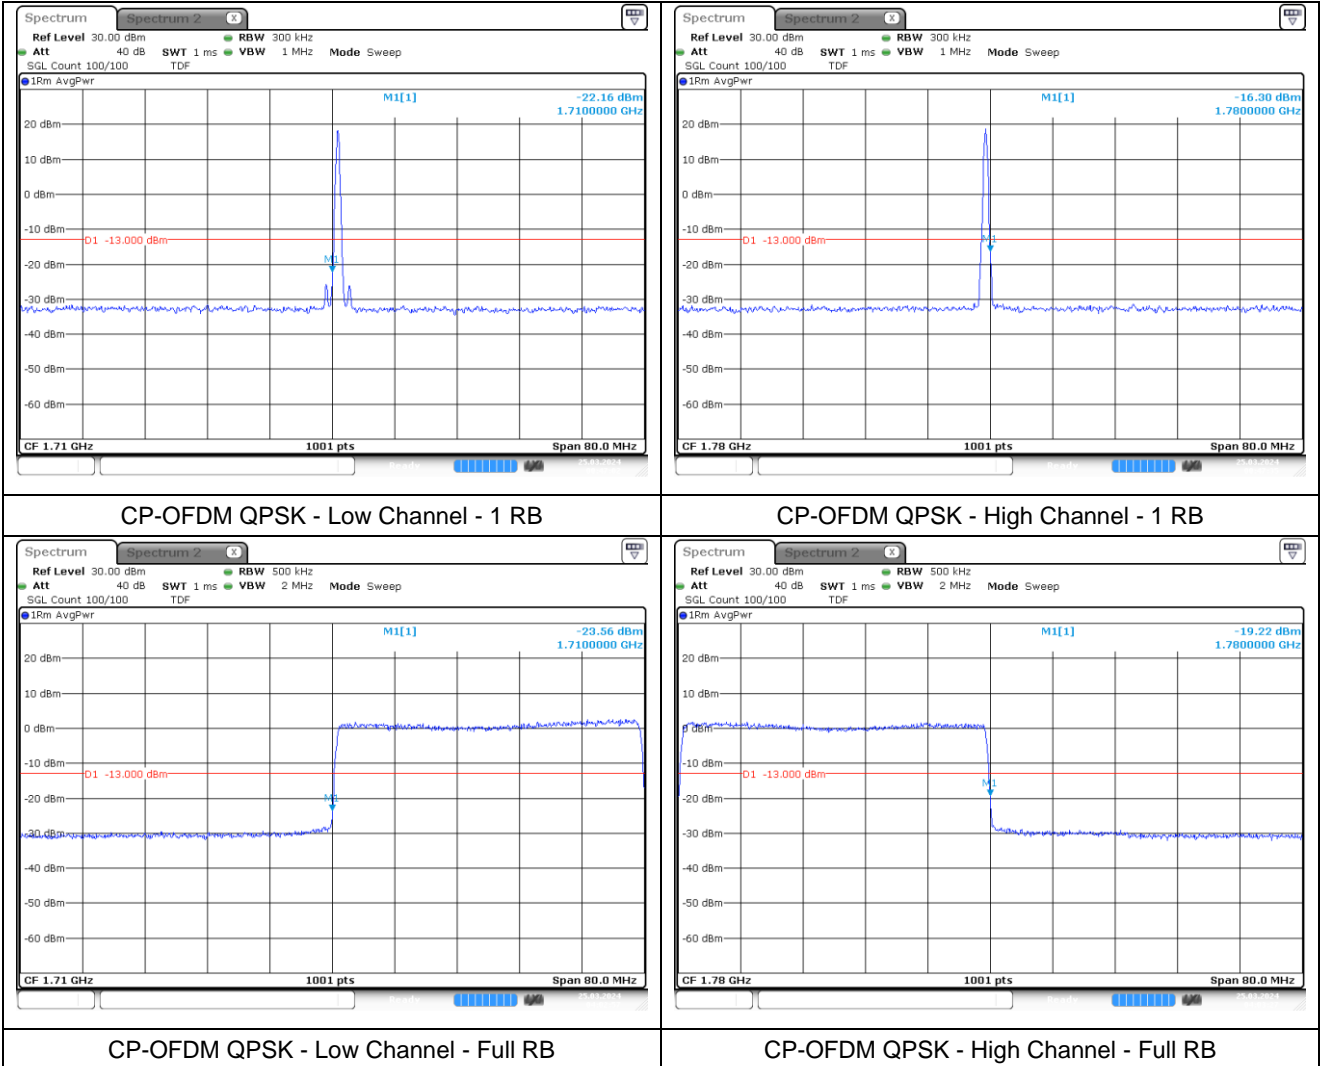 Spectrum Spectrum 2 X
Ref Level 30.00 dBm RBW 300 kHz
Att 40 dB SWT 1 ms VBW 1 MHz Mode Sweep
SGL Count 100/100 TDF
1Rm AvgPwr
M1[1] -22.16 dBm
1.7100000 GHz
20 dBm
10 dBm
0 dBm
-10 dBm
D1 -13.000 dBm
M1
-20 dBm
-30 dBm
-40 dBm
-50 dBm
-60 dBm
CF 1.71 GHz 1001 pts Span 80.0 MHz
Ready 25.03.2024
CP-OFDM QPSK - Low Channel - 1 RB
Spectrum Spectrum 2 X
Ref Level 30.00 dBm RBW 300 kHz
Att 40 dB SWT 1 ms VBW 1 MHz Mode Sweep
SGL Count 100/100 TDF
1Rm AvgPwr
M1[1] -16.30 dBm
1.7800000 GHz
20 dBm
10 dBm
0 dBm
-10 dBm
D1 -13.000 dBm
M1
-20 dBm
-30 dBm
-40 dBm
-50 dBm
-60 dBm
CF 1.78 GHz 1001 pts Span 80.0 MHz
Ready 25.03.2024
CP-OFDM QPSK - High Channel - 1 RB
Spectrum Spectrum 2 X
Ref Level 30.00 dBm RBW 500 kHz
Att 40 dB SWT 1 ms VBW 2 MHz Mode Sweep
SGL Count 100/100 TDF
1Rm AvgPwr
M1[1] -23.56 dBm
1.7100000 GHz
20 dBm
10 dBm
0 dBm
-10 dBm
D1 -13.000 dBm
-20 dBm
M1
-30 dBm
-40 dBm
-50 dBm
-60 dBm
CF 1.71 GHz 1001 pts Span 80.0 MHz
Ready 25.03.2024
CP-OFDM QPSK - Low Channel - Full RB
Spectrum Spectrum 2 X
Ref Level 30.00 dBm RBW 500 kHz
Att 40 dB SWT 1 ms VBW 2 MHz Mode Sweep
SGL Count 100/100 TDF
1Rm AvgPwr
M1[1] -19.22 dBm
1.7800000 GHz
20 dBm
10 dBm
0 dBm
-10 dBm
D1 -13.000 dBm
M1
-20 dBm
-30 dBm
-40 dBm
-50 dBm
-60 dBm
CF 1.78 GHz 1001 pts Span 80.0 MHz
Ready 25.03.2024
CP-OFDM QPSK - High Channel - Full RB